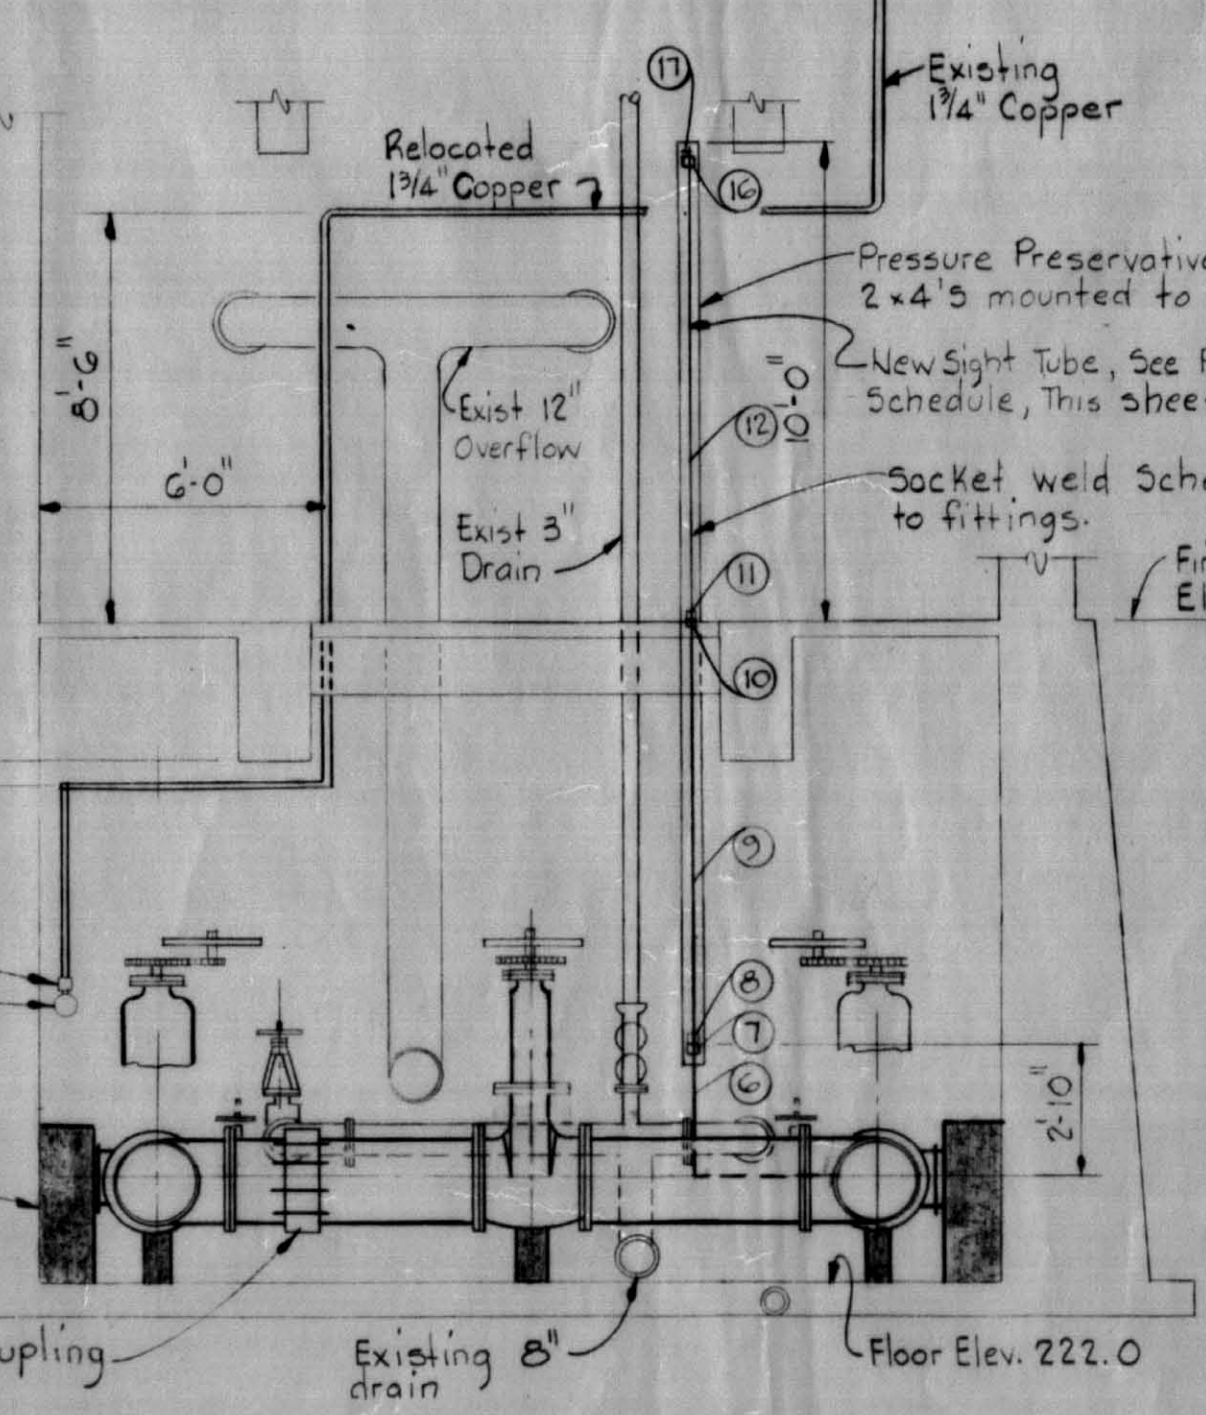 17
Existing
1 3/4" Copper
Relocated
1 3/4" Copper
16
Pressure Preservativ
2x4's mounted to
8'-6"
New Sight Tube, See
Schedule, This shee
10'-0"
Exist 12"
Overflow
12
6'-0"
Socket weld Sch
to fittings.
Exist 3"
Drain
11
10
9
8
7
6
2'-10"
upling
Existing 8"
drain
Floor Elev. 222.0